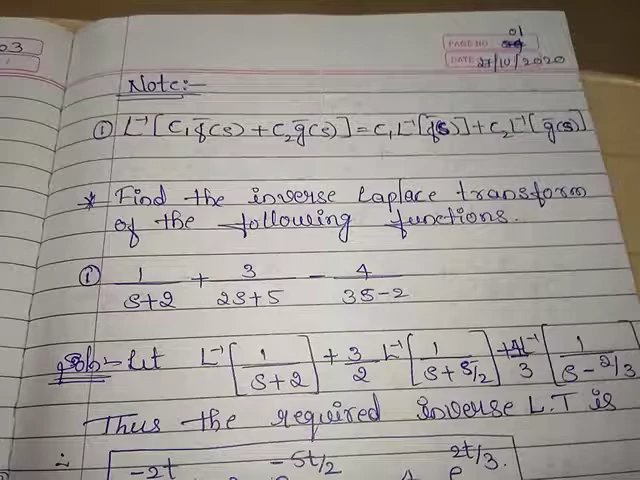 03
PAGE NO 01
DATE 27/10/2020
Note:-
① L⁻¹[C₁f̄(s) + C₂ḡ(s)] = C₁L⁻¹[f̄(s)] + C₂L⁻¹[ḡ(s)]
* Find the inverse Laplace transform
of the following functions.
① 1/(S+2) + 3/(2S+5) - 4/(3S-2)
Soln:- Let L⁻¹[1/(S+2)] + 3/2 L⁻¹[1/(S+5/2)] + 4/3 L⁻¹[1/(S-2/3)]
Thus the required inverse L.T is
∴ -2t -5t/2 e^2t/3.